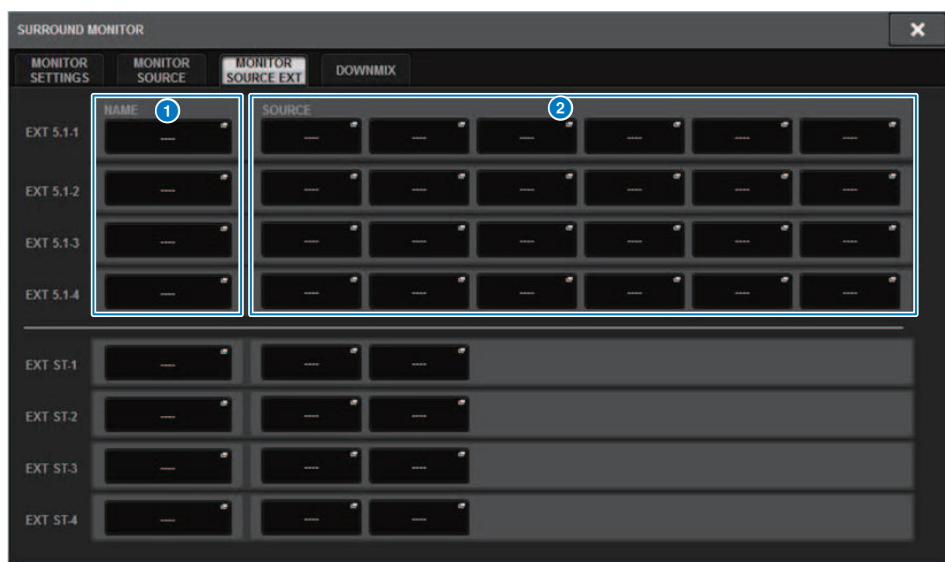 SURROUND MONITOR
MONITOR SETTINGS
MONITOR SOURCE
MONITOR SOURCE EXT
DOWNMIX
NAME 1 SOURCE 2
EXT 5.1-1 ---- ---- ---- ---- ---- ---- ----
EXT 5.1-2 ---- ---- ---- ---- ---- ---- ----
EXT 5.1-3 ---- ---- ---- ---- ---- ---- ----
EXT 5.1-4 ---- ---- ---- ---- ---- ---- ----
EXT ST-1 ---- ---- ----
EXT ST-2 ---- ---- ----
EXT ST-3 ---- ---- ----
EXT ST-4 ---- ---- ----